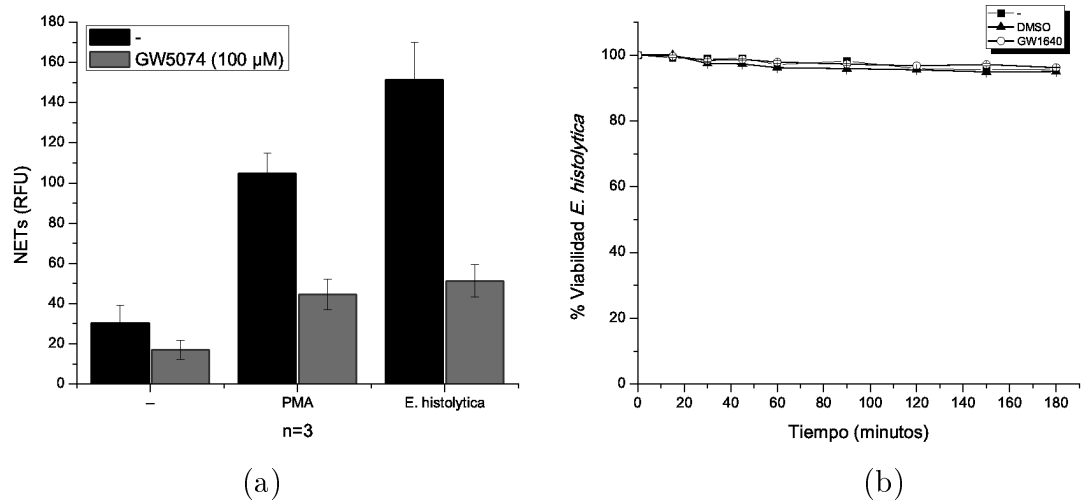 -
GW5074 (100 µM)
180
160
140
120
100
80
60
40
20
0
NETs (RFU)
–
PMA
E. histolytica
n=3
(a)
-
DMSO
GW1640
100
80
60
40
20
0
% Viabilidad E. histolytica
0 20 40 60 80 100 120 140 160 180
Tiempo (minutos)
(b)